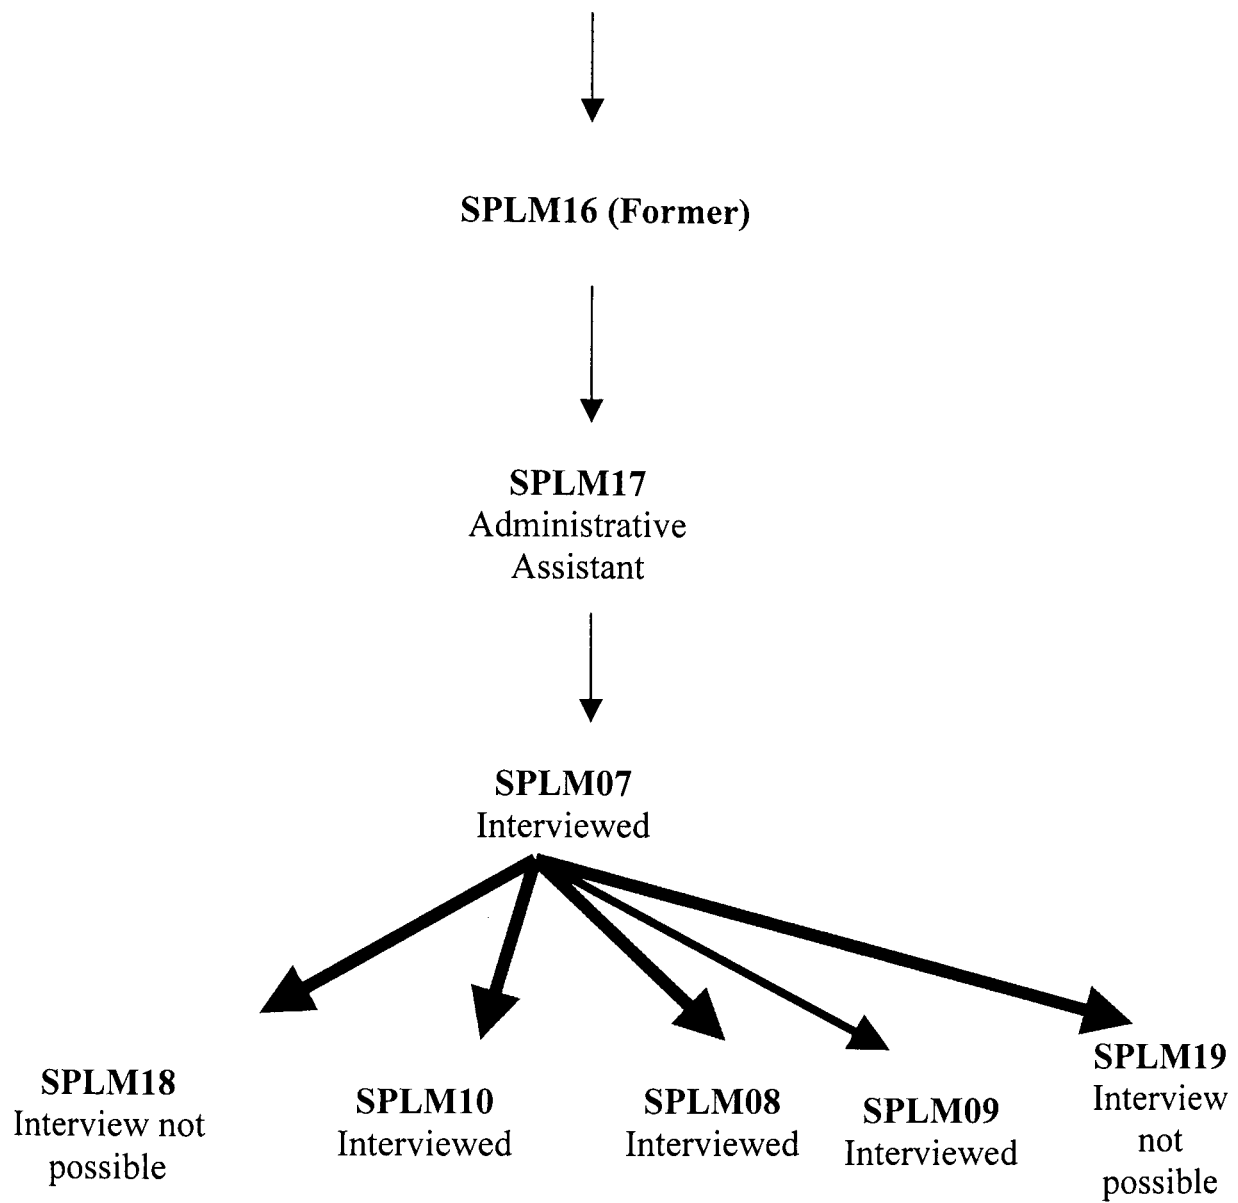 SPLM16 (Former)
SPLM17
Administrative
Assistant
SPLM07
Interviewed
SPLM18
Interview not
possible
SPLM10
Interviewed
SPLM08
Interviewed
SPLM09
Interviewed
SPLM19
Interview
not
possible